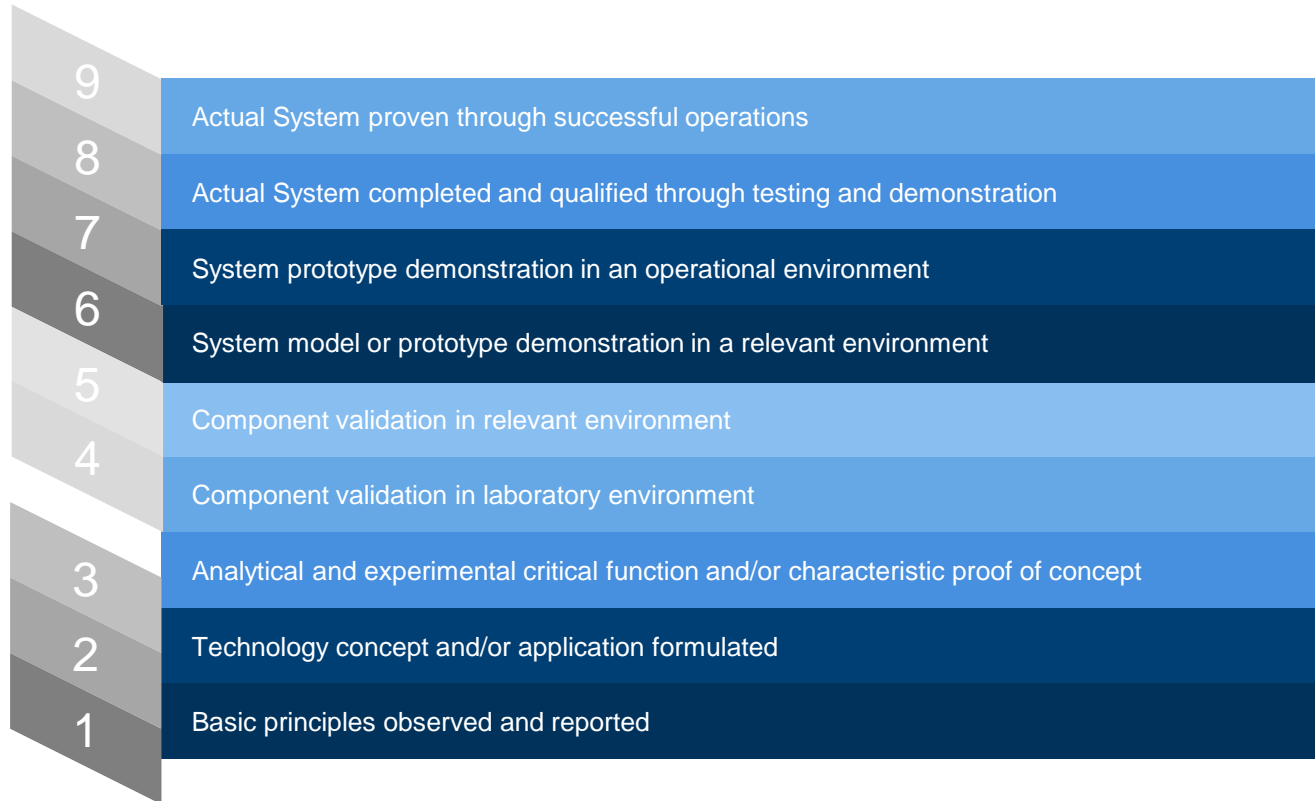 9
Actual System proven through successful operations
8
Actual System completed and qualified through testing and demonstration
7
System prototype demonstration in an operational environment
6
System model or prototype demonstration in a relevant environment
5
Component validation in relevant environment
4
Component validation in laboratory environment
3
Analytical and experimental critical function and/or characteristic proof of concept
2
Technology concept and/or application formulated
1
Basic principles observed and reported